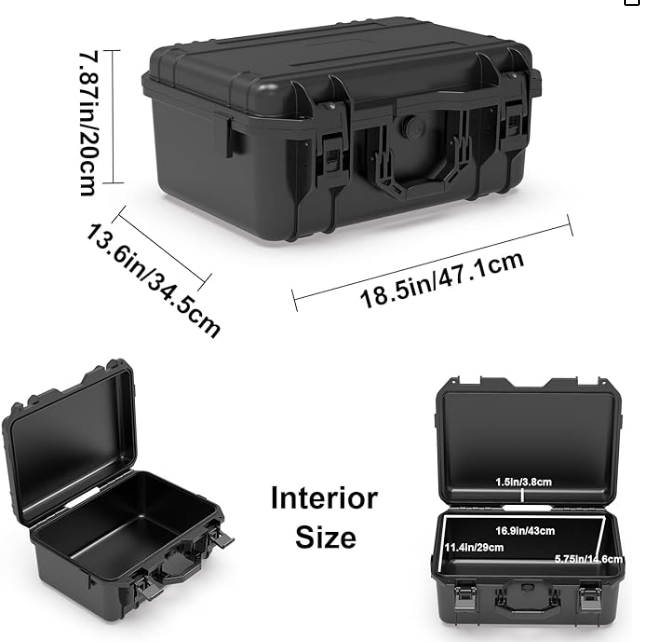 7.87in/20cm
13.6in/34.5cm
18.5in/47.1cm
Interior
Size
1.5in/3.8cm
16.9in/43cm
11.4in/29cm
5.75in/14.6cm